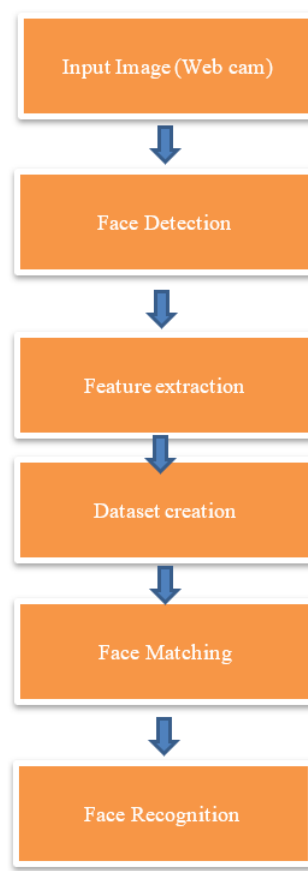 Input Image (Web cam)
Face Detection
Feature extraction
Dataset creation
Face Matching
Face Recognition